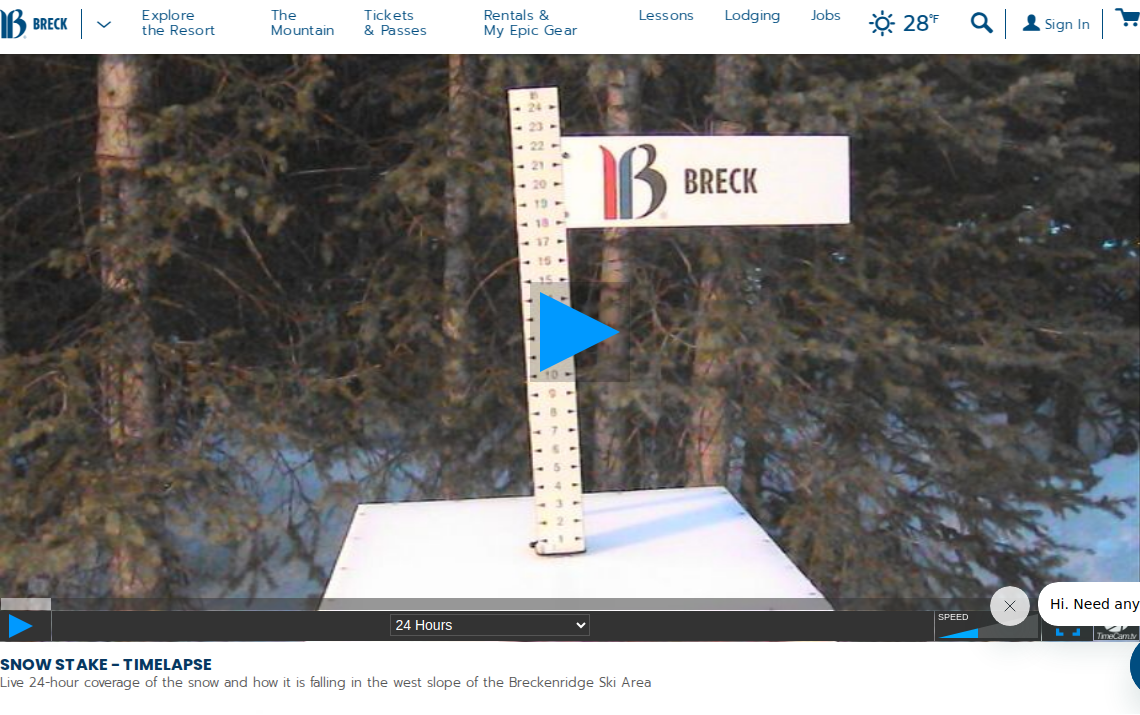 BRECK
Explore
the Resort
The
Mountain
Tickets
& Passes
Rentals &
My Epic Gear
Lessons
Lodging
Jobs
28°F
Sign In
24
23
22
21
20
19
18
17
16
15
10
9
8
7
6
5
4
3
2
1
B BRECK
24 Hours
SPEED
Hi. Need any
TimeCam.tv
SNOW STAKE - TIMELAPSE
Live 24-hour coverage of the snow and how it is falling in the west slope of the Breckenridge Ski Area